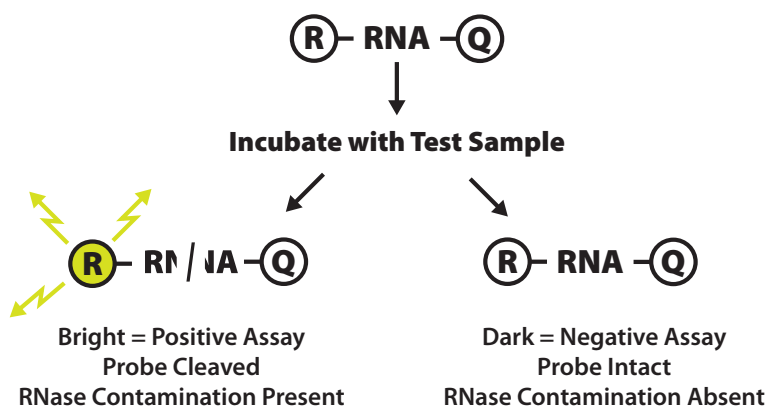 R – RNA – Q
Incubate with Test Sample
R – RN / NA – Q
R – RNA – Q
Bright = Positive Assay
Probe Cleaved
RNase Contamination Present
Dark = Negative Assay
Probe Intact
RNase Contamination Absent